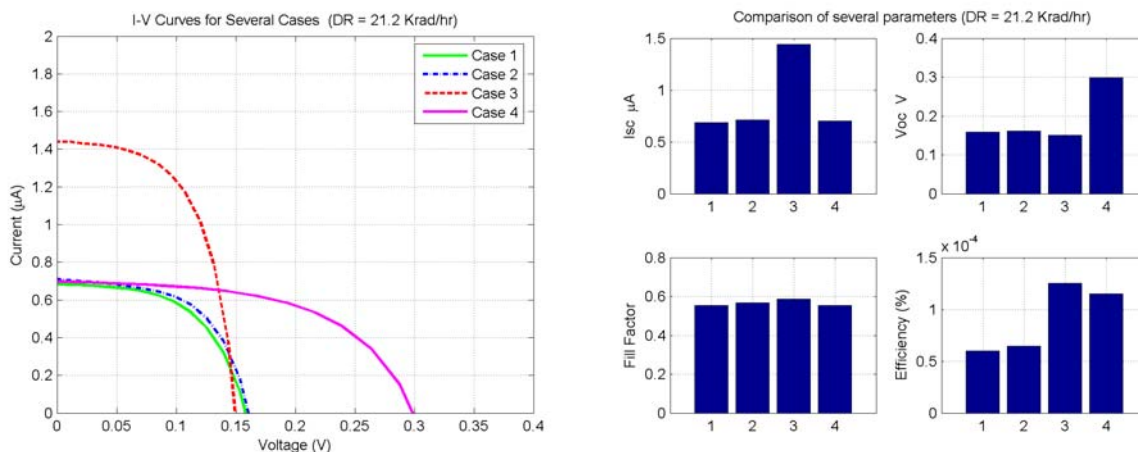 I-V Curves for Several Cases (DR = 21.2 Krad/hr)
2
1.8
1.6
1.4
1.2
1
0.8
0.6
0.4
0.2
0
Current (μA)
Case 1
Case 2
Case 3
Case 4
0 0.05 0.1 0.15 0.2 0.25 0.3 0.35 0.4
Voltage (V)
Comparison of several parameters (DR = 21.2 Krad/hr)
1.5
1
0.5
0
Isc μA
1 2 3 4
0.4
0.3
0.2
0.1
0
Voc V
1 2 3 4
0.8
0.6
0.4
0.2
0
Fill Factor
1 2 3 4
x 10-4
1.5
1
0.5
0
Efficiency (%)
1 2 3 4